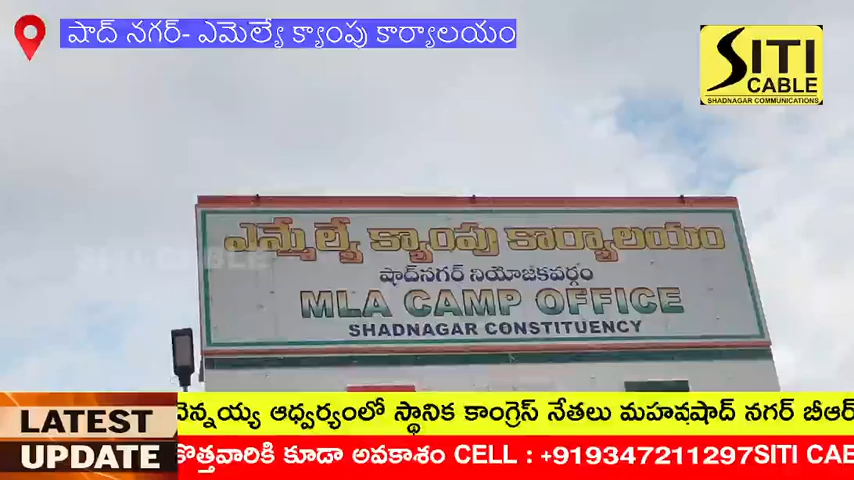 షాద్ నగర్- ఎమెల్యే క్యాంపు కార్యాలయం
SITI
CABLE
SHADNAGAR COMMUNICATIONS
ఎమ్మేల్యే క్యాంపు కార్యాలయం
షాద్‌నగర్ నియోజకవర్గం
MLA CAMP OFFICE
SHADNAGAR CONSTITUENCY
LATEST
UPDATE
వెన్నయ్య ఆధ్వర్యంలో స్థానిక కాంగ్రెస్ నేతలు షాద్ నగర్ బీఆర్
కొత్తవారికి కూడా అవకాశం CELL : +919347211297SITI CAB